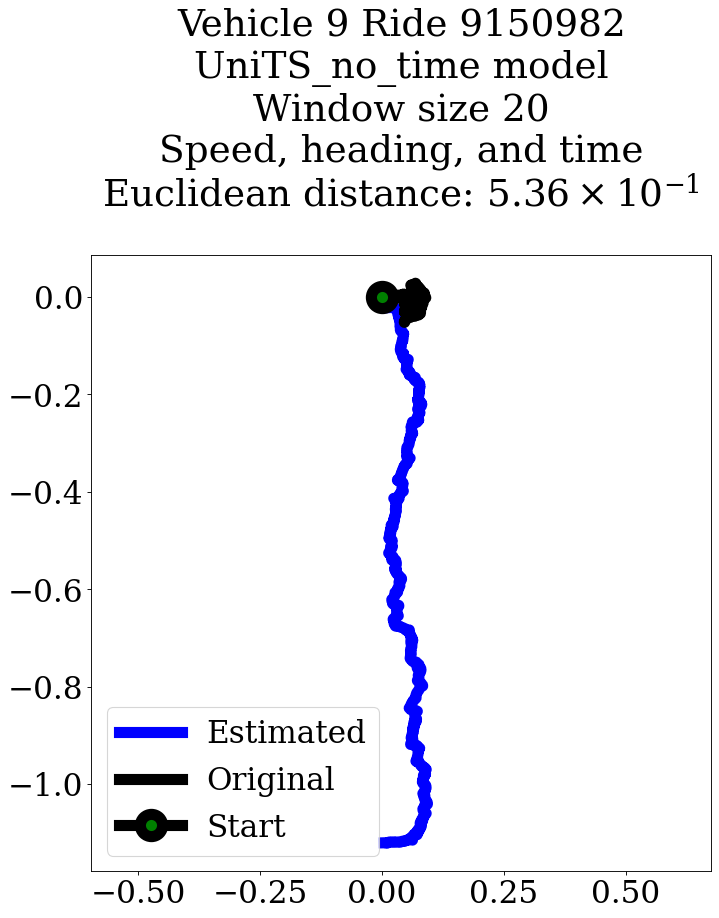 Vehicle 9 Ride 9150982
UniTS_no_time model
Window size 20
Speed, heading, and time
Euclidean distance: 5.36 × 10⁻¹
0.0
−0.2
−0.4
−0.6
−0.8
−1.0
Estimated
Original
Start
−0.50 −0.25 0.00 0.25 0.50